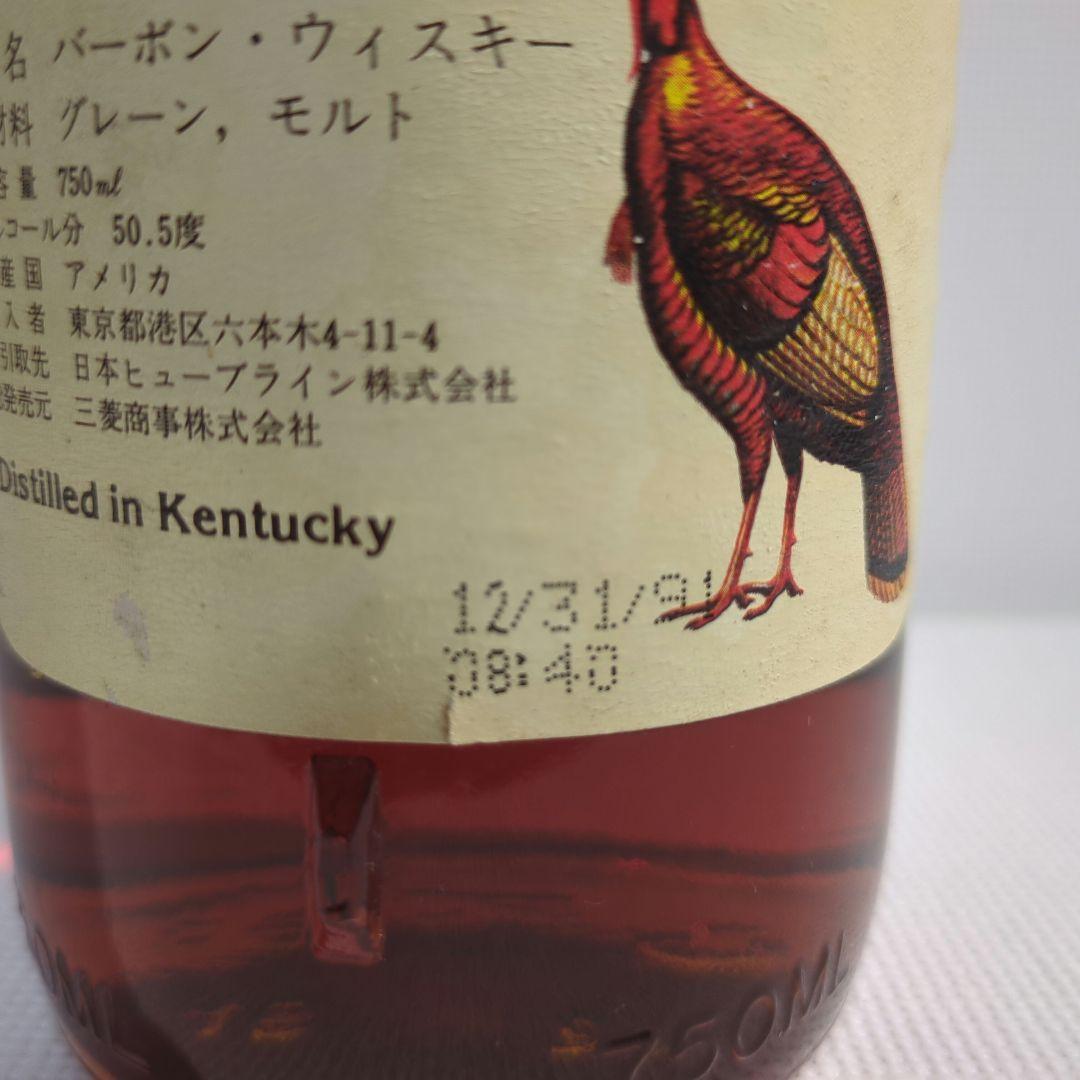 名 バーボン・ウィスキー
材料 グレーン, モルト
容量 750ml
ルコール分 50.5度
産国 アメリカ
入者 東京都港区六本木4-11-4
引取先 日本ヒューブライン株式会社
発売元 三菱商事株式会社
Distilled in Kentucky
12/31/91
08:40
750ML